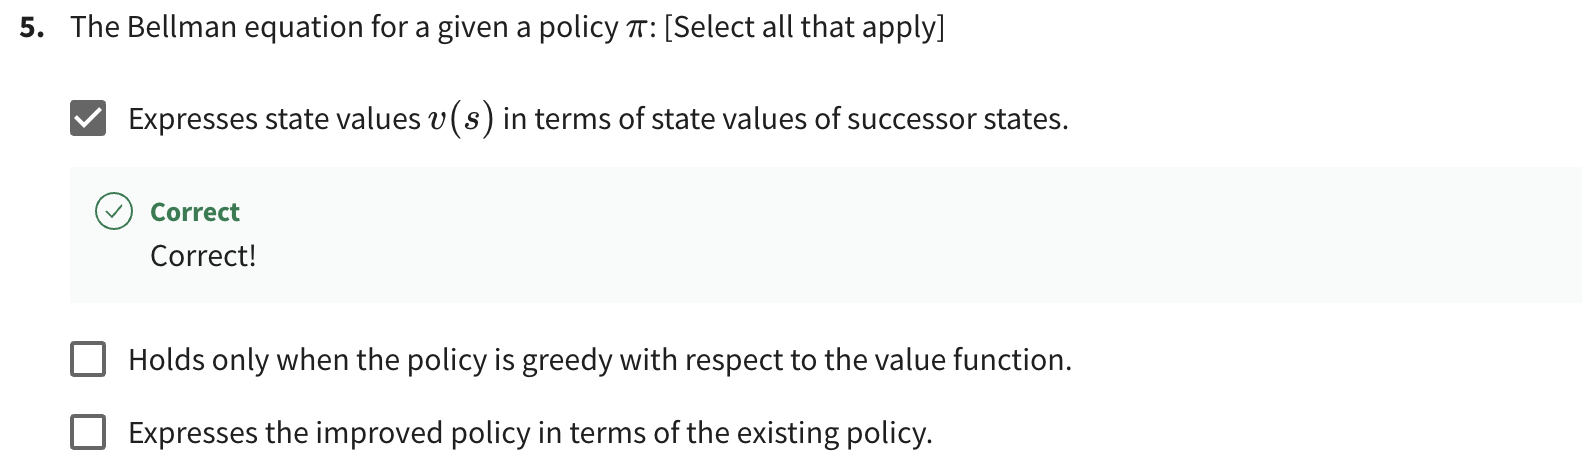 5. The Bellman equation for a given a policy π: [Select all that apply]
Expresses state values v(s) in terms of state values of successor states.
Correct
Correct!
Holds only when the policy is greedy with respect to the value function.
Expresses the improved policy in terms of the existing policy.